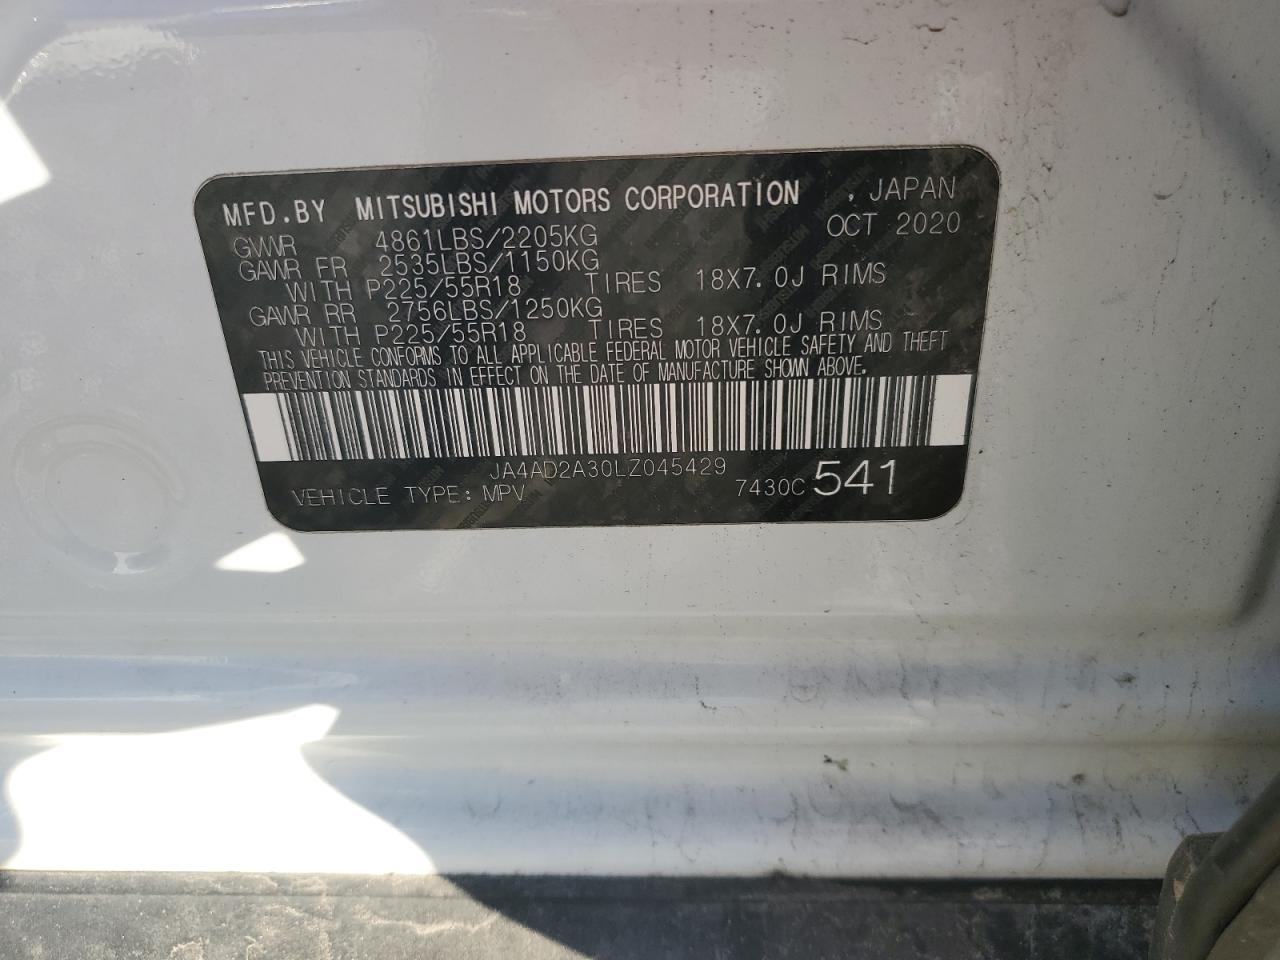 MFD.BY MITSUBISHI MOTORS CORPORATION , JAPAN
OCT 2020
GVWR 4861LBS/2205KG
GAWR FR 2535LBS/1150KG
WITH P225/55R18 TIRES 18X7.0J RIMS
GAWR RR 2756LBS/1250KG
WITH P225/55R18 TIRES 18X7.0J RIMS
THIS VEHICLE CONFORMS TO ALL APPLICABLE FEDERAL MOTOR VEHICLE SAFETY AND THEFT
PREVENTION STANDARDS IN EFFECT ON THE DATE OF MANUFACTURE SHOWN ABOVE.
JA4AD2A30LZ045429
VEHICLE TYPE: MPV 7430C 541